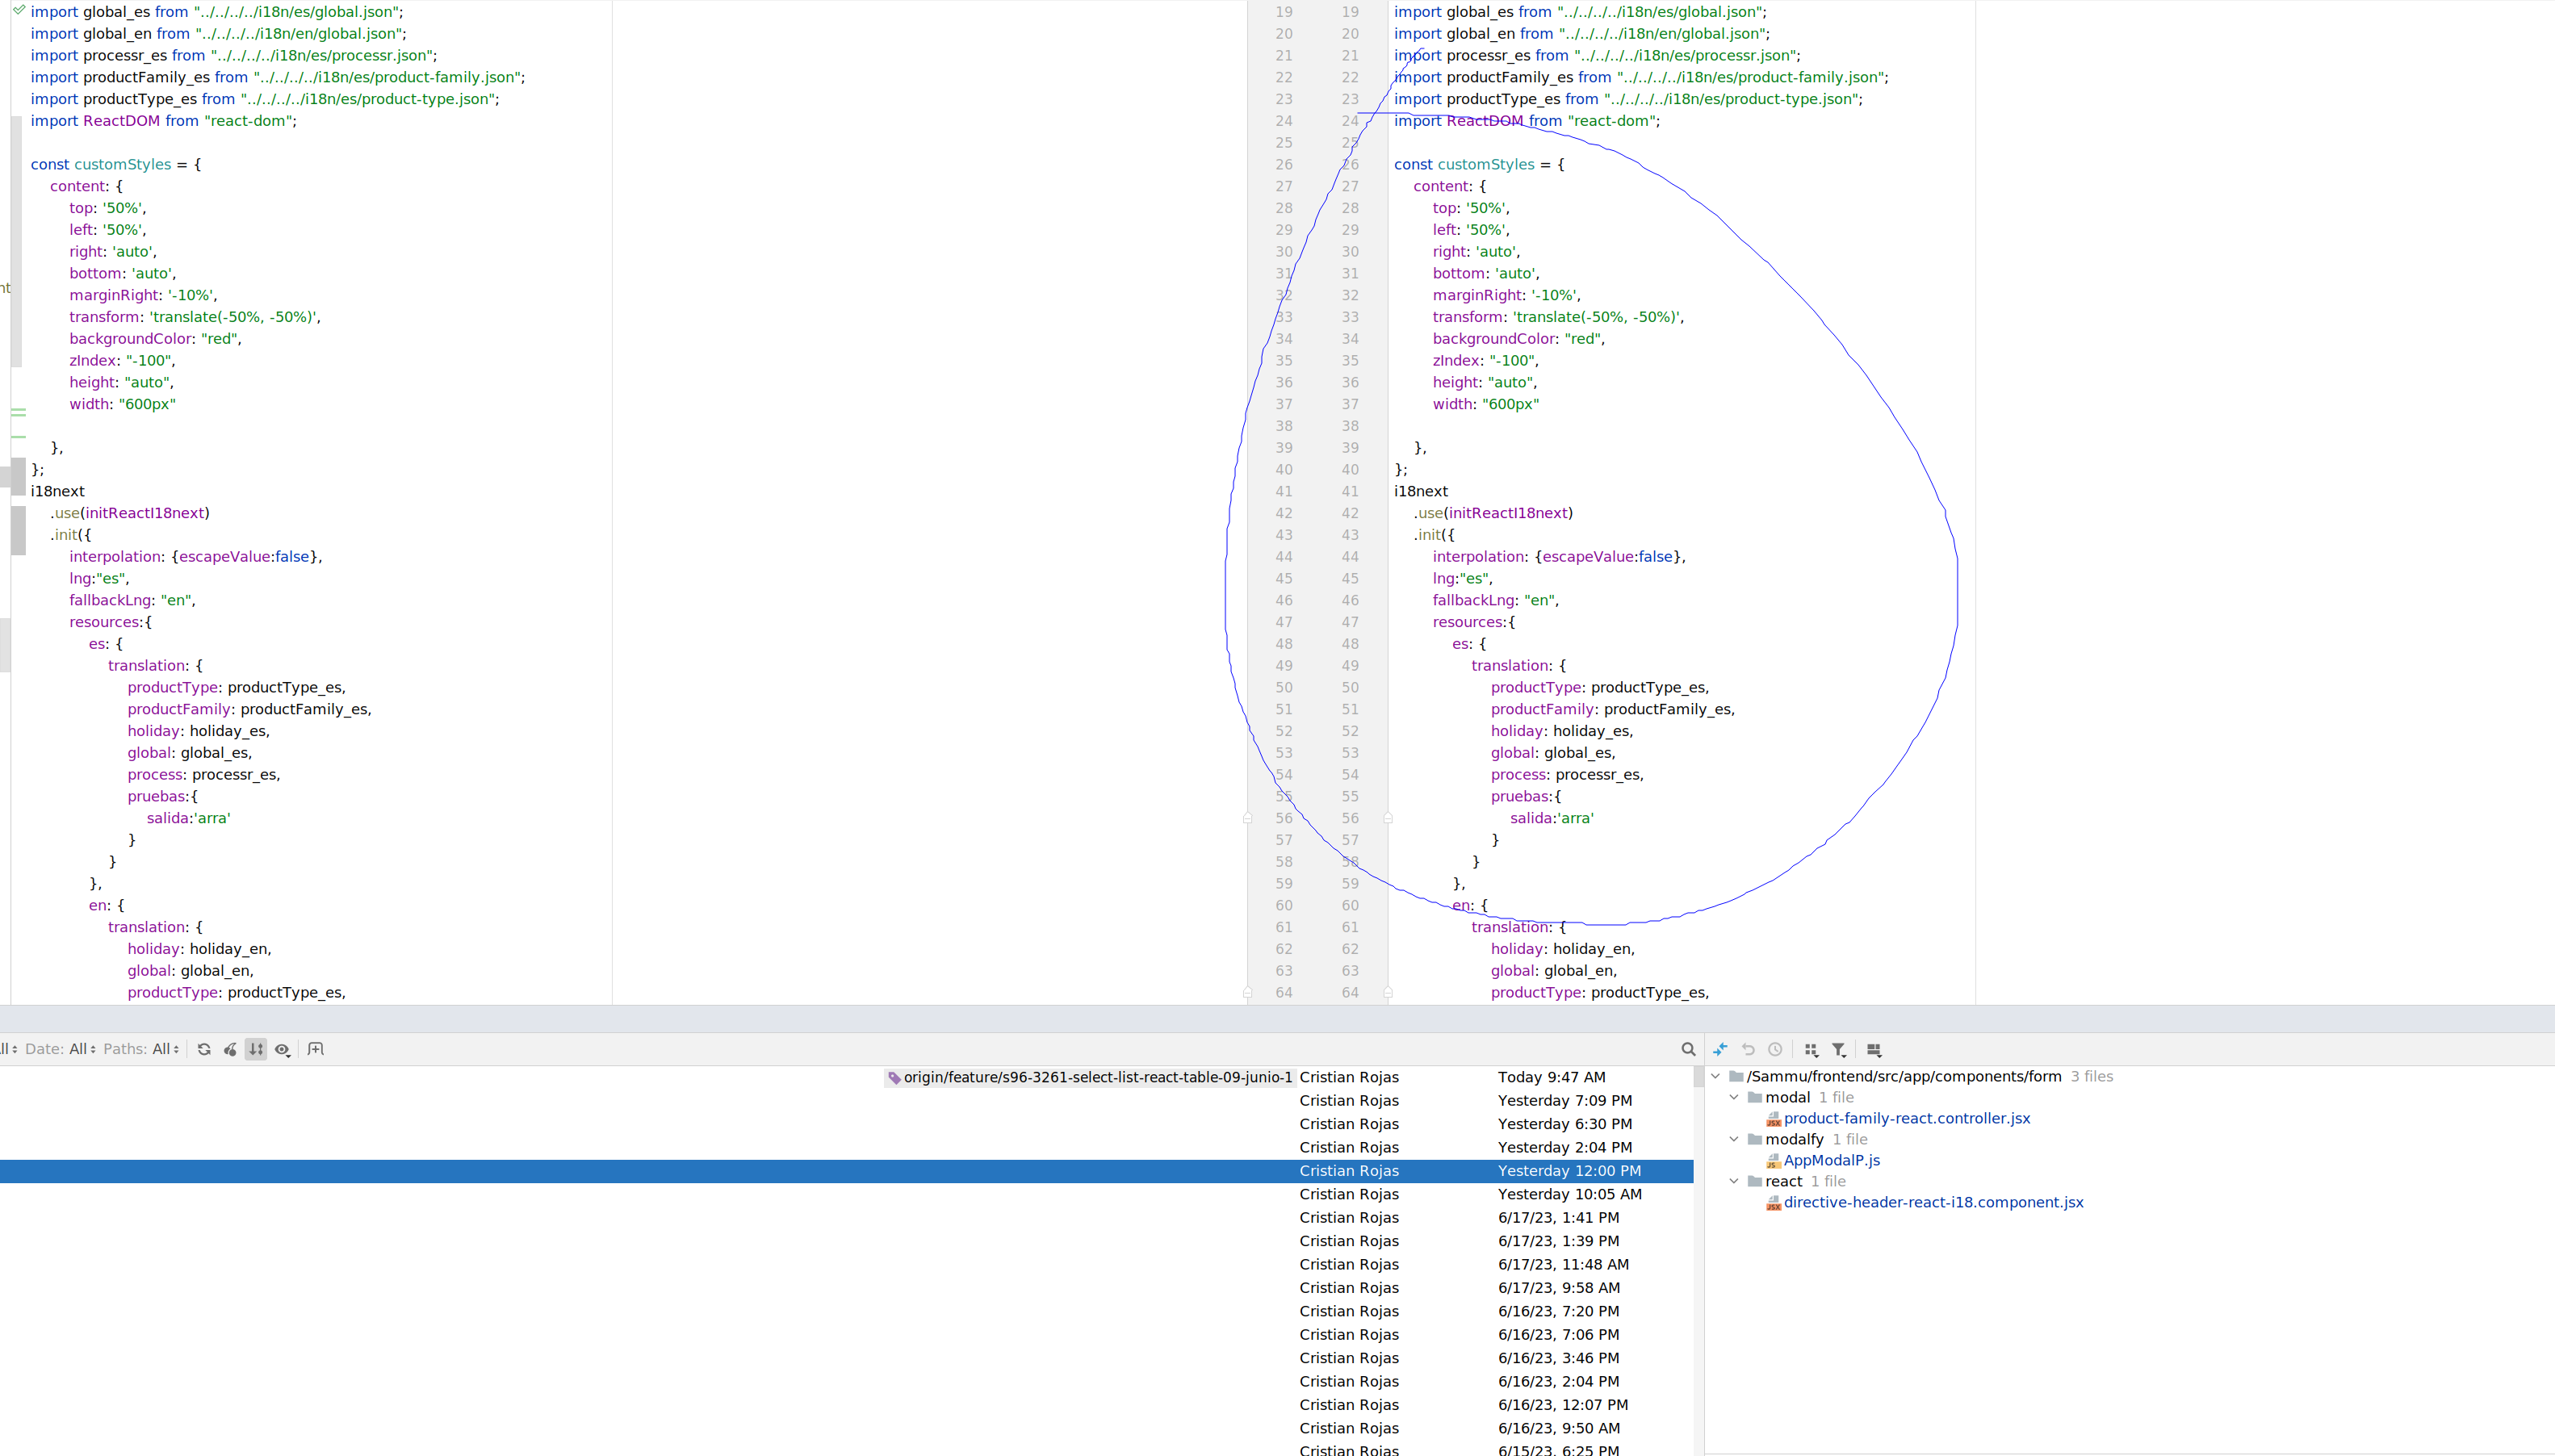 import global_es from "../../../../i18n/es/global.json";
import global_en from "../../../../i18n/en/global.json";
import processr_es from "../../../../i18n/es/processr.json";
import productFamily_es from "../../../../i18n/es/product-family.json";
import productType_es from "../../../../i18n/es/product-type.json";
import ReactDOM from "react-dom";
const customStyles = {
content: {
top: '50%',
left: '50%',
right: 'auto',
bottom: 'auto',
marginRight: '-10%',
transform: 'translate(-50%, -50%)',
backgroundColor: "red",
zIndex: "-100",
height: "auto",
width: "600px"
},
};
i18next
.use(initReactI18next)
.init({
interpolation: {escapeValue:false},
lng:"es",
fallbackLng: "en",
resources:{
es: {
translation: {
productType: productType_es,
productFamily: productFamily_es,
holiday: holiday_es,
global: global_es,
process: processr_es,
pruebas:{
salida:'arra'
}
}
},
en: {
translation: {
holiday: holiday_en,
global: global_en,
productType: productType_es,
19 19 import global_es from "../../../../i18n/es/global.json";
20 20 import global_en from "../../../../i18n/en/global.json";
21 21 import processr_es from "../../../../i18n/es/processr.json";
22 22 import productFamily_es from "../../../../i18n/es/product-family.json";
23 23 import productType_es from "../../../../i18n/es/product-type.json";
24 24 import ReactDOM from "react-dom";
25 25
26 26 const customStyles = {
27 27 content: {
28 28 top: '50%',
29 29 left: '50%',
30 30 right: 'auto',
31 31 bottom: 'auto',
32 32 marginRight: '-10%',
33 33 transform: 'translate(-50%, -50%)',
34 34 backgroundColor: "red",
35 35 zIndex: "-100",
36 36 height: "auto",
37 37 width: "600px"
38 38
39 39 },
40 40 };
41 41 i18next
42 42 .use(initReactI18next)
43 43 .init({
44 44 interpolation: {escapeValue:false},
45 45 lng:"es",
46 46 fallbackLng: "en",
47 47 resources:{
48 48 es: {
49 49 translation: {
50 50 productType: productType_es,
51 51 productFamily: productFamily_es,
52 52 holiday: holiday_es,
53 53 global: global_es,
54 54 process: processr_es,
55 55 pruebas:{
56 56 salida:'arra'
57 57 }
58 58 }
59 59 },
60 60 en: {
61 61 translation: {
62 62 holiday: holiday_en,
63 63 global: global_en,
64 64 productType: productType_es,
Date: All Paths: All
origin/feature/s96-3261-select-list-react-table-09-junio-1 Cristian Rojas Today 9:47 AM
Cristian Rojas Yesterday 7:09 PM
Cristian Rojas Yesterday 6:30 PM
Cristian Rojas Yesterday 2:04 PM
Cristian Rojas Yesterday 12:00 PM
Cristian Rojas Yesterday 10:05 AM
Cristian Rojas 6/17/23, 1:41 PM
Cristian Rojas 6/17/23, 1:39 PM
Cristian Rojas 6/17/23, 11:48 AM
Cristian Rojas 6/17/23, 9:58 AM
Cristian Rojas 6/16/23, 7:20 PM
Cristian Rojas 6/16/23, 7:06 PM
Cristian Rojas 6/16/23, 3:46 PM
Cristian Rojas 6/16/23, 2:04 PM
Cristian Rojas 6/16/23, 12:07 PM
Cristian Rojas 6/16/23, 9:50 AM
Cristian Rojas 6/15/23, 6:25 PM
/Sammu/frontend/src/app/components/form 3 files
modal 1 file
product-family-react.controller.jsx
modalfy 1 file
AppModalP.js
react 1 file
directive-header-react-i18.component.jsx